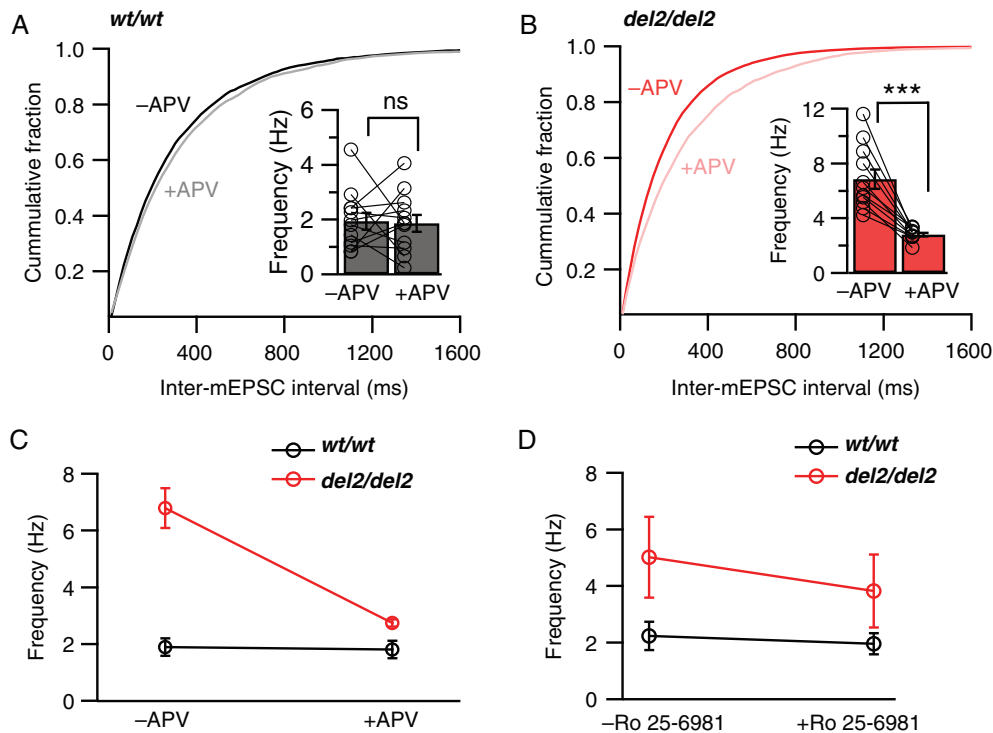 A
wt/wt
Cummulative fraction
1.0
0.8
0.6
0.4
0.2
–APV
+APV
0
400
800
1200
1600
Inter-mEPSC interval (ms)
Frequency (Hz)
6
4
2
0
ns
–APV
+APV
B
del2/del2
Cummulative fraction
1.0
0.8
0.6
0.4
0.2
–APV
+APV
0
400
800
1200
1600
Inter-mEPSC interval (ms)
Frequency (Hz)
12
8
4
0
***
–APV
+APV
C
wt/wt
del2/del2
Frequency (Hz)
8
6
4
2
0
–APV
+APV
D
wt/wt
del2/del2
Frequency (Hz)
8
6
4
2
0
–Ro 25-6981
+Ro 25-6981